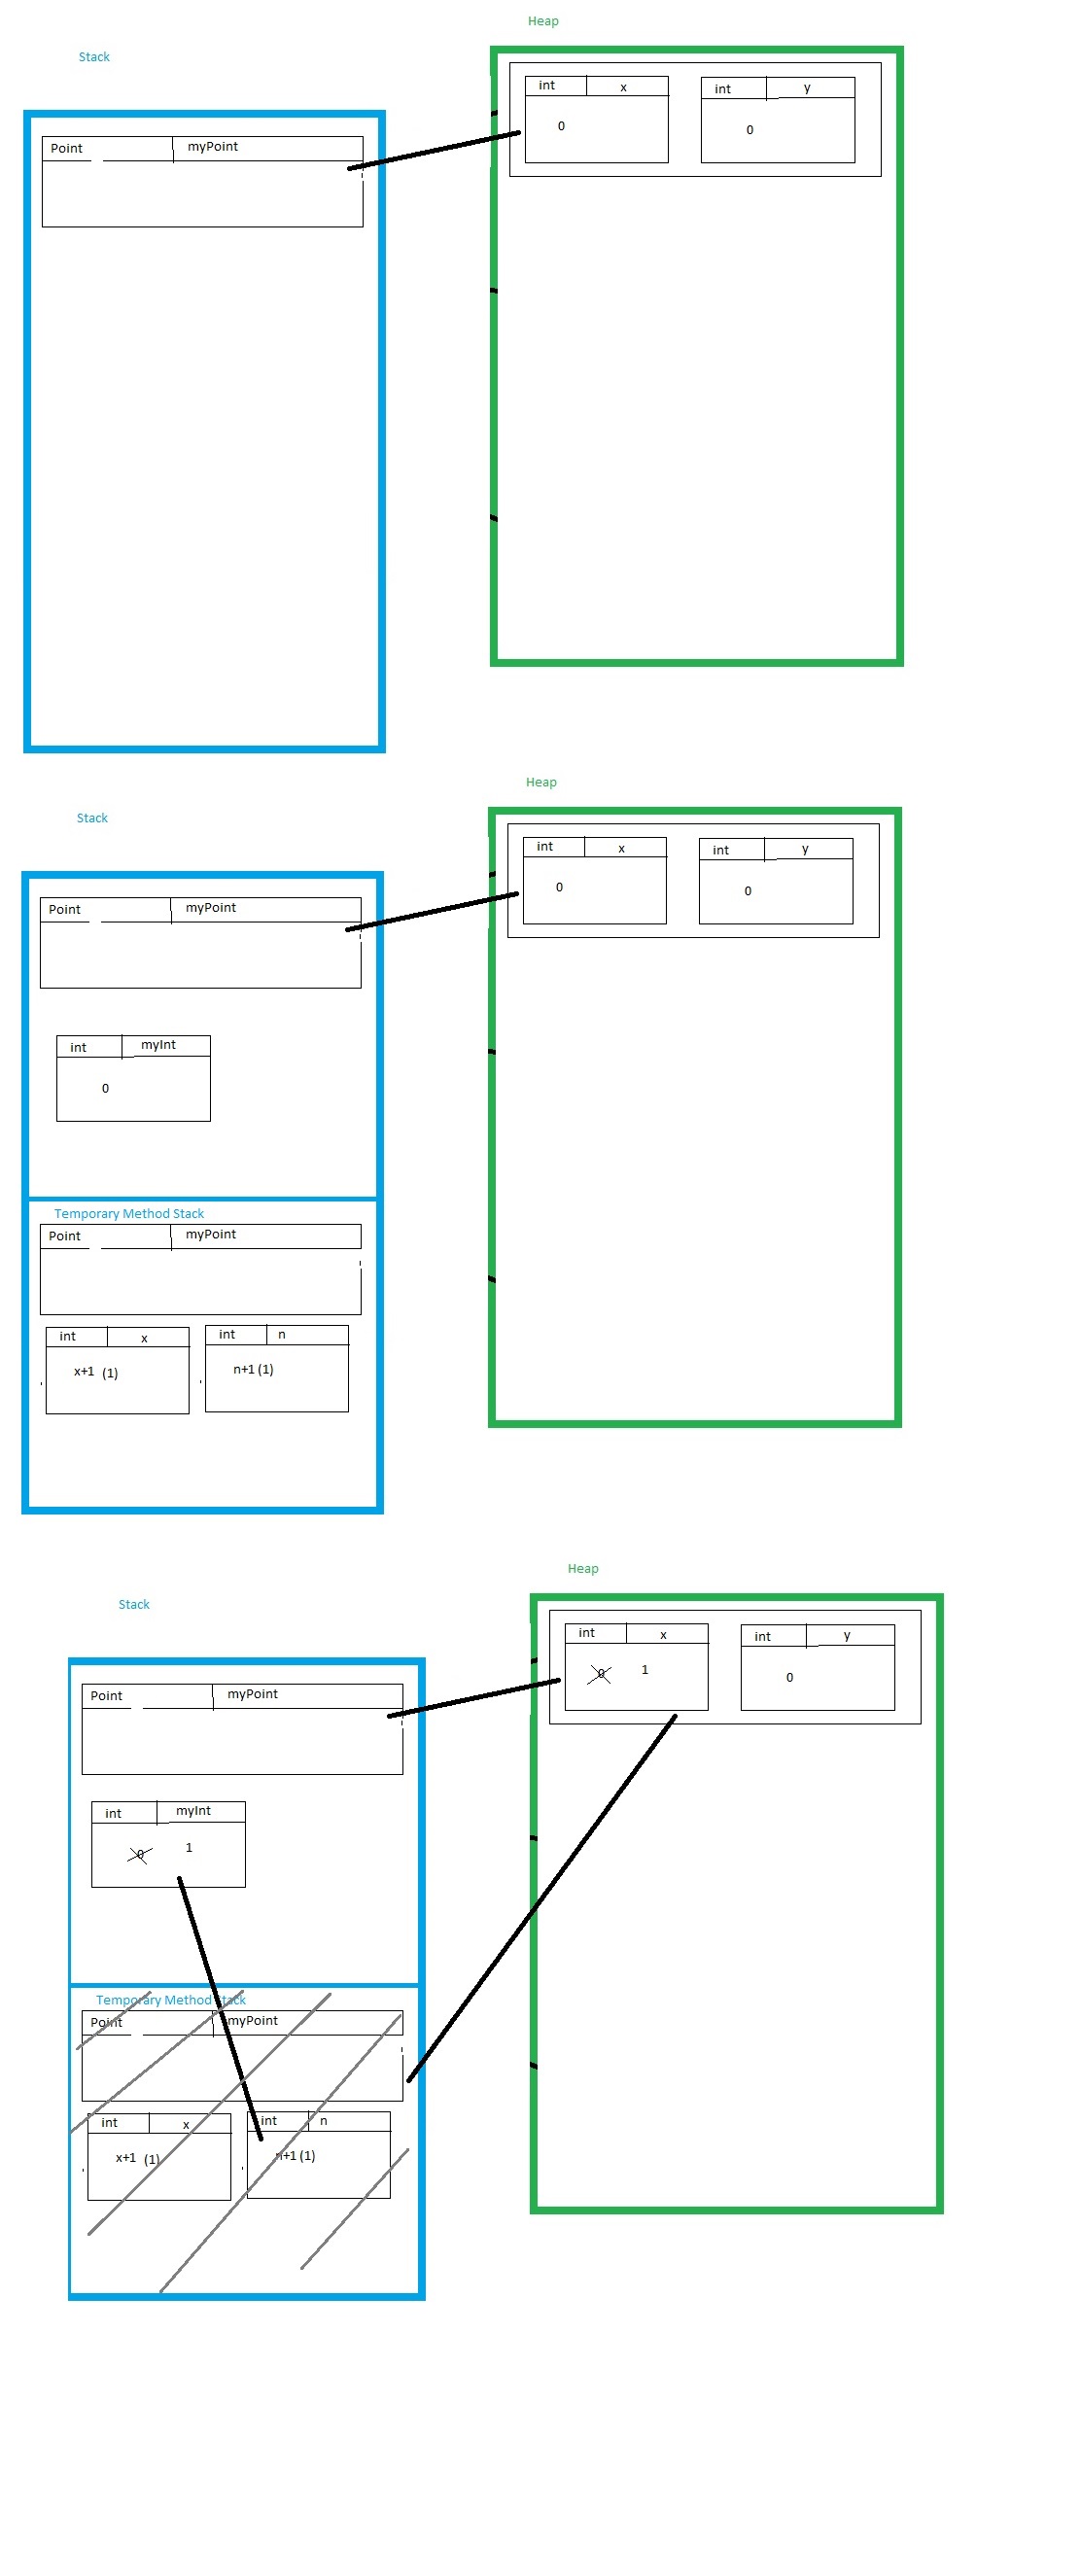 Heap
Stack
int x
int y
0
0
Point myPoint
Heap
Stack
int x
int y
0
0
Point myPoint
int myInt
0
Temporary Method Stack
Point myPoint
int x
int n
x+1 (1)
n+1 (1)
Heap
Stack
int x
int y
0 1
0
Point myPoint
int myInt
0 1
Temporary Method Stack
Point myPoint
int x
int n
x+1 (1)
n+1 (1)